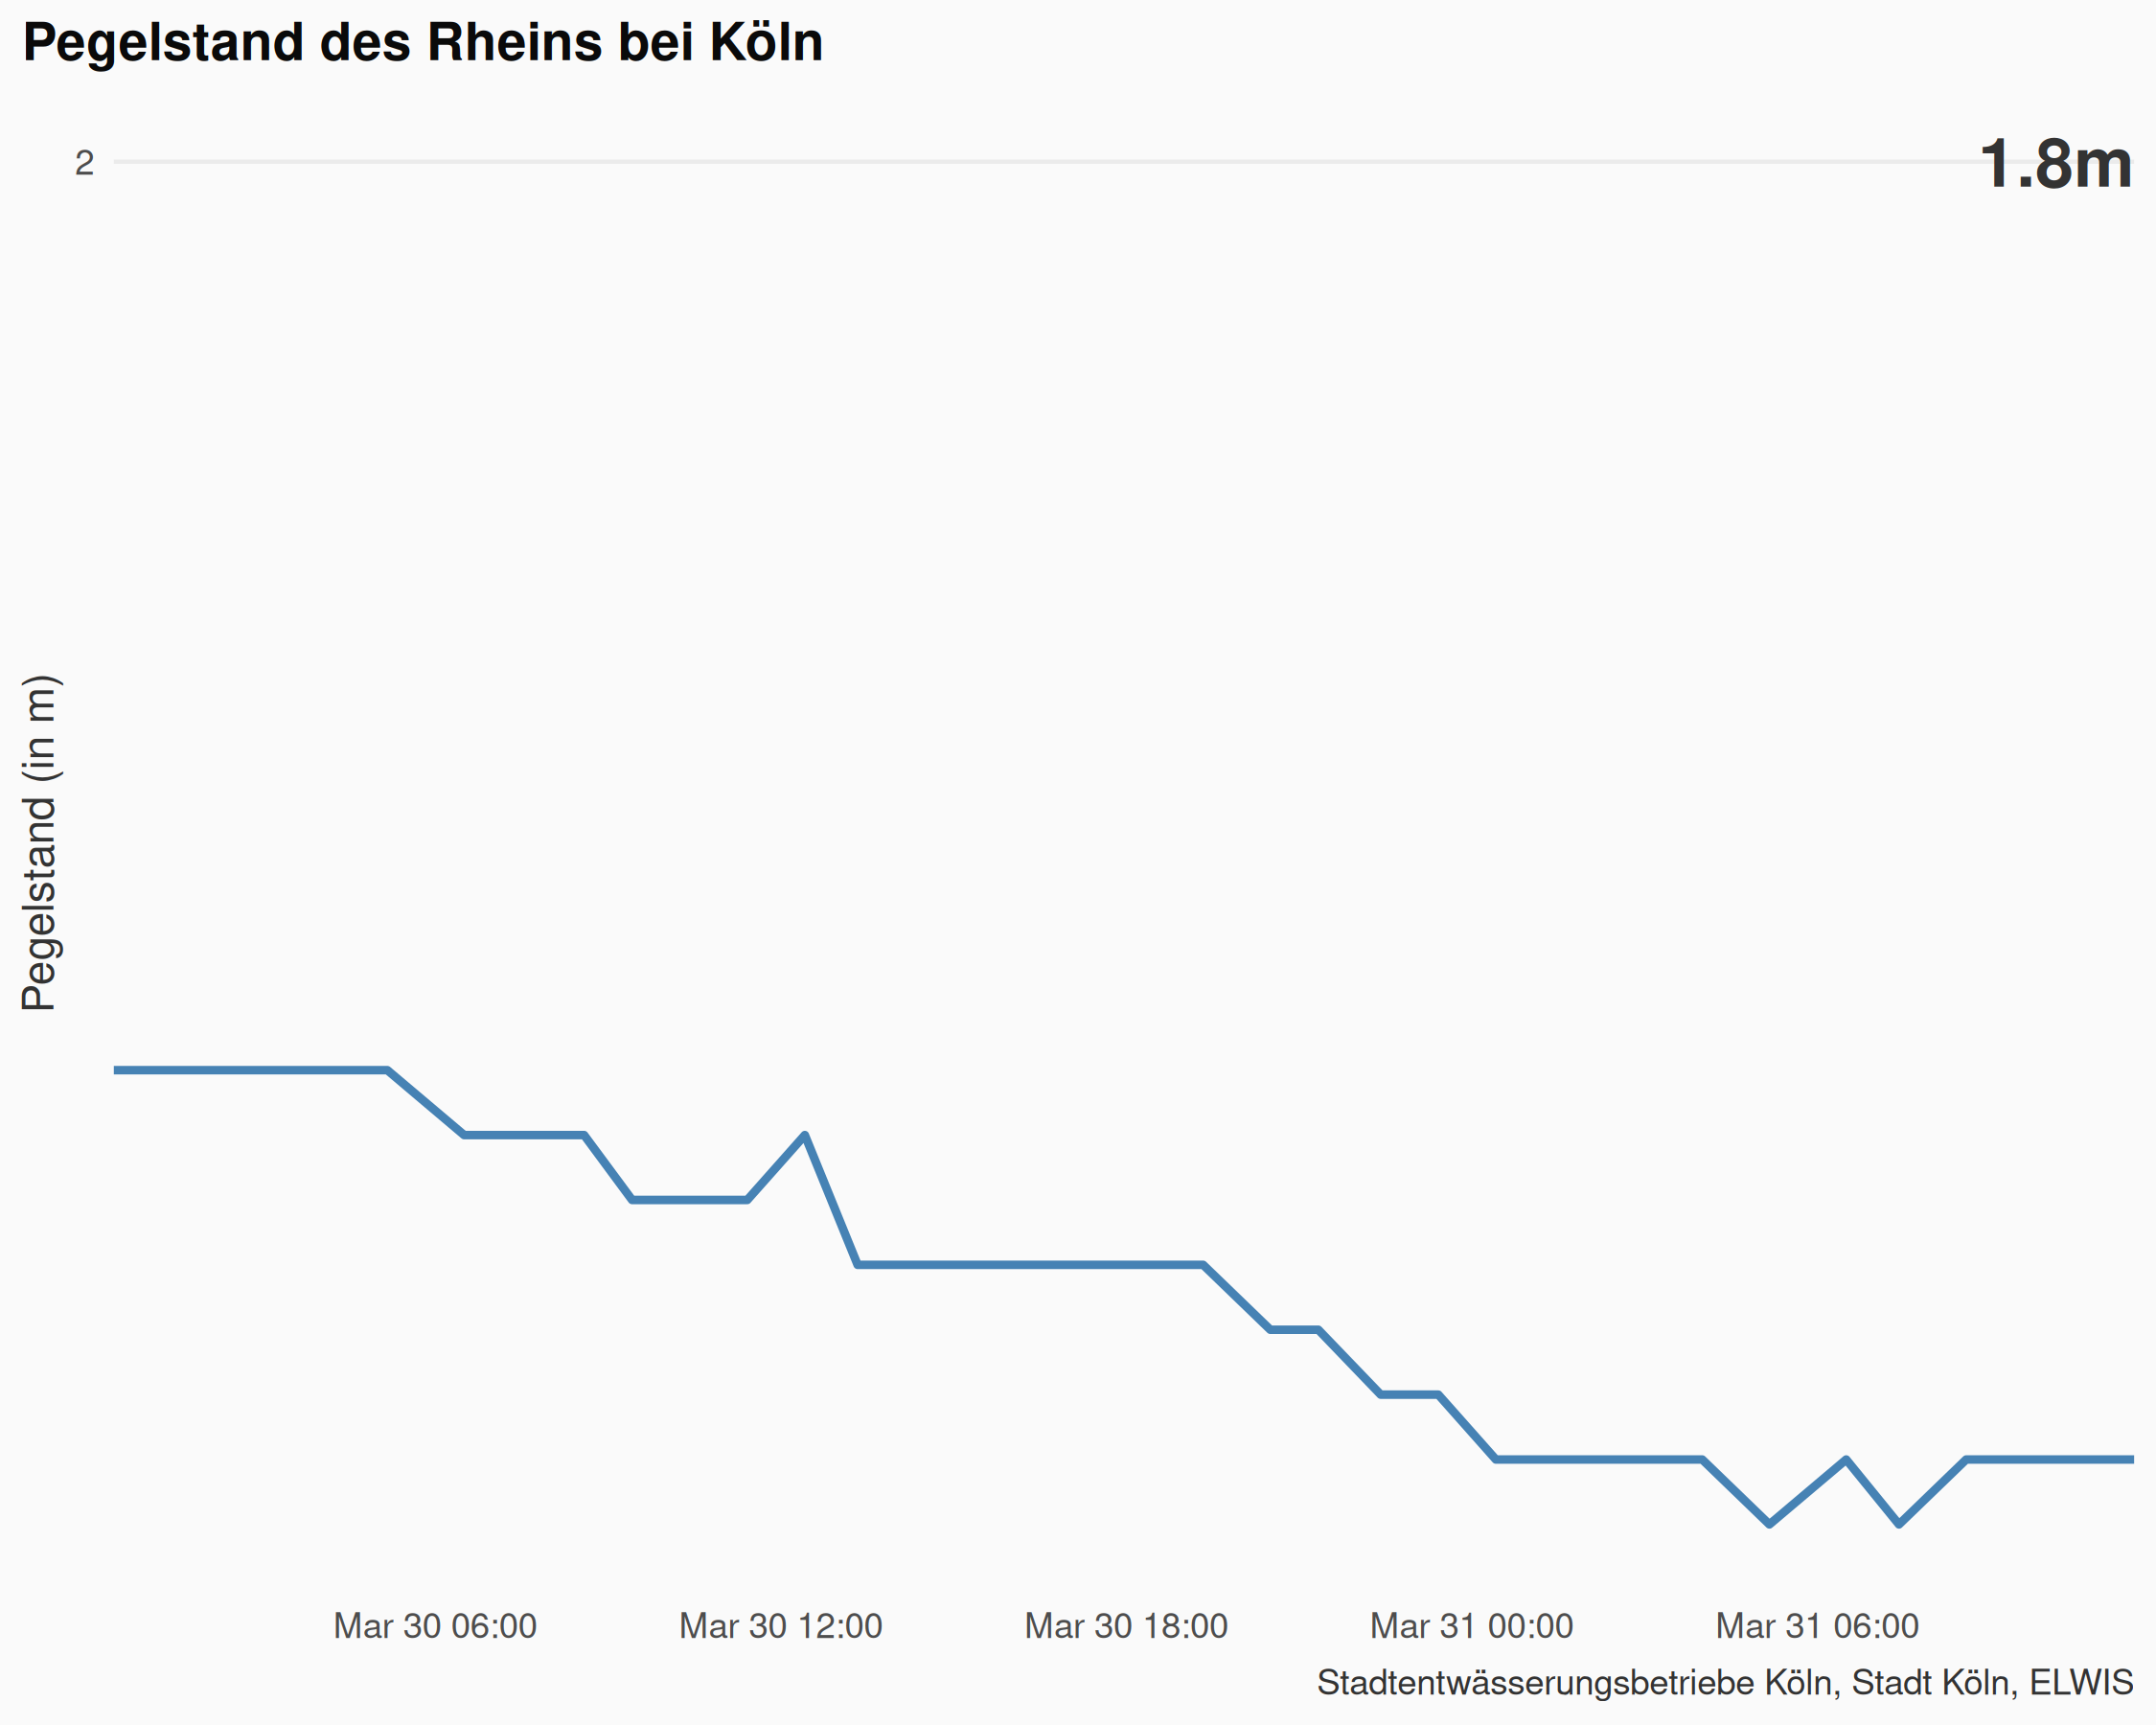 Pegelstand des Rheins bei Köln
2
1.8m
Pegelstand (in m)
Mar 30 06:00
Mar 30 12:00
Mar 30 18:00
Mar 31 00:00
Mar 31 06:00
Stadtentwässerungsbetriebe Köln, Stadt Köln, ELWIS